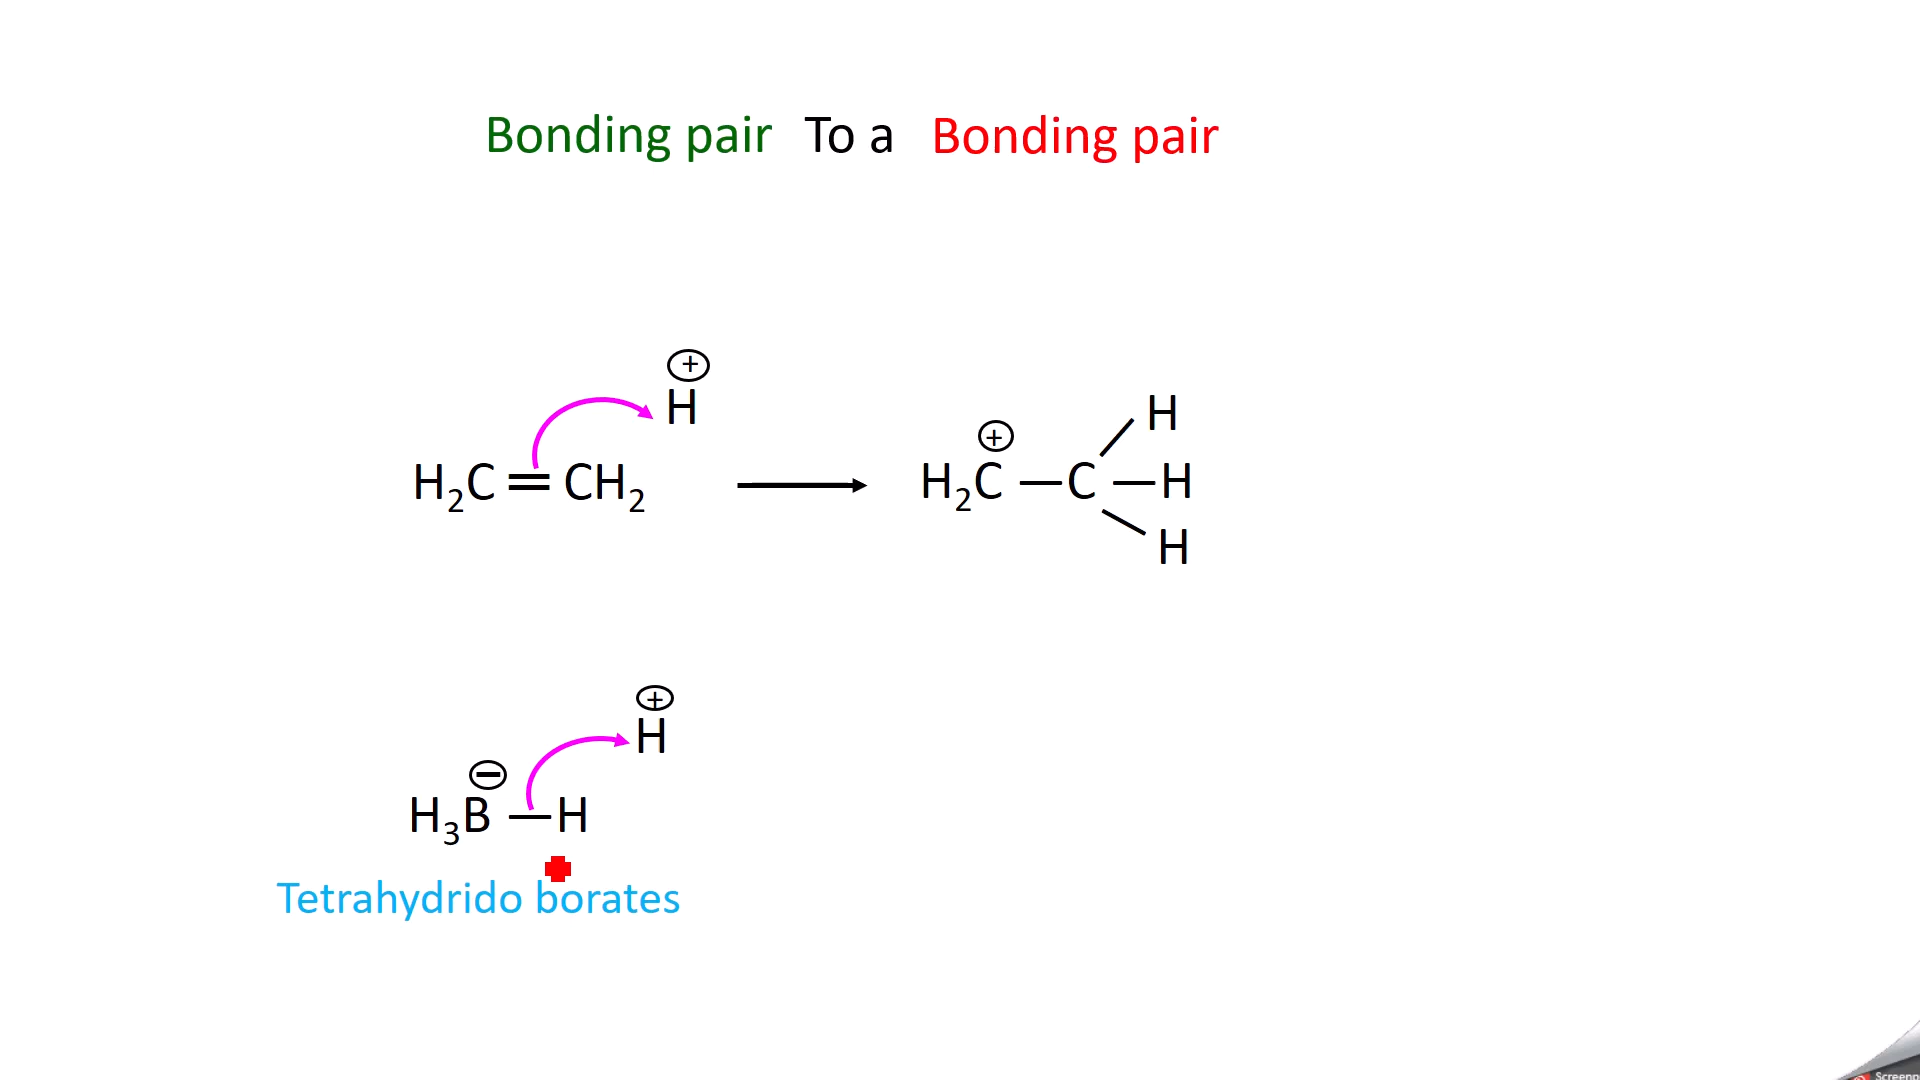 Bonding pair To a Bonding pair
⊕
H
H₂C = CH₂ ⟶ H₂C⊕ — C — H
H
H
⊕
H
⊖
H₃B — H
Tetrahydrido borates